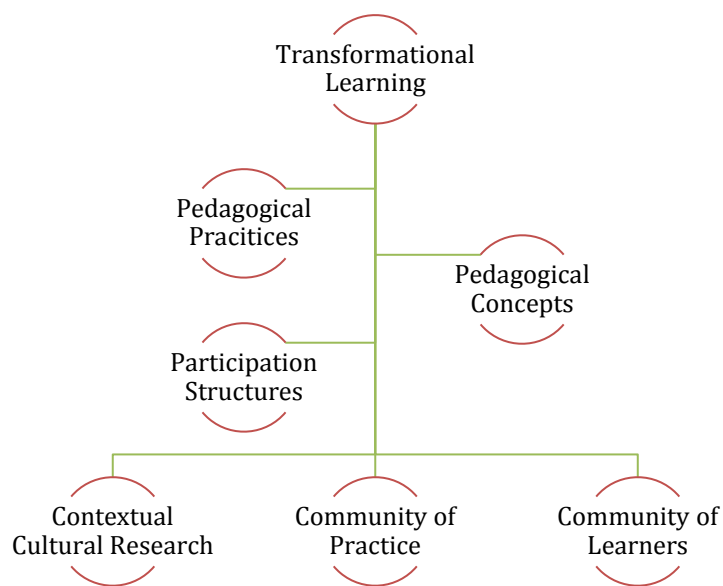 Transformational
Learning
Pedagogical
Pracitices
Pedagogical
Concepts
Participation
Structures
Contextual
Cultural Research
Community of
Practice
Community of
Learners